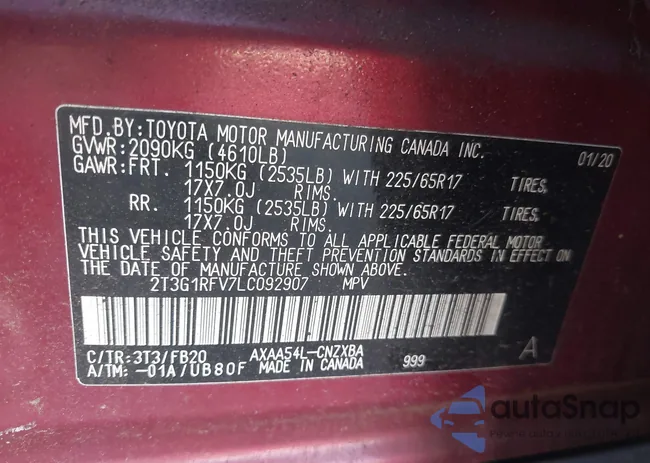 MFD. BY: TOYOTA MOTOR MANUFACTURING CANADA INC.
GVWR: 2090KG (4610LB) 01/20
GAWR: FRT. 1150KG (2535LB) WITH 225/65R17 TIRES,
17X7.0J RIMS.
RR. 1150KG (2535LB) WITH 225/65R17 TIRES,
17X7.0J RIMS.
THIS VEHICLE CONFORMS TO ALL APPLICABLE FEDERAL MOTOR
VEHICLE SAFETY AND THEFT PREVENTION STANDARDS IN EFFECT ON
THE DATE OF MANUFACTURE SHOWN ABOVE.
2T3G1RFV7LC092907 MPV
C/TR: 3T3/FB20 AXAA54L-CNZXBA 999 A
A/TM: -01A/UB80F MADE IN CANADA
autoSnap